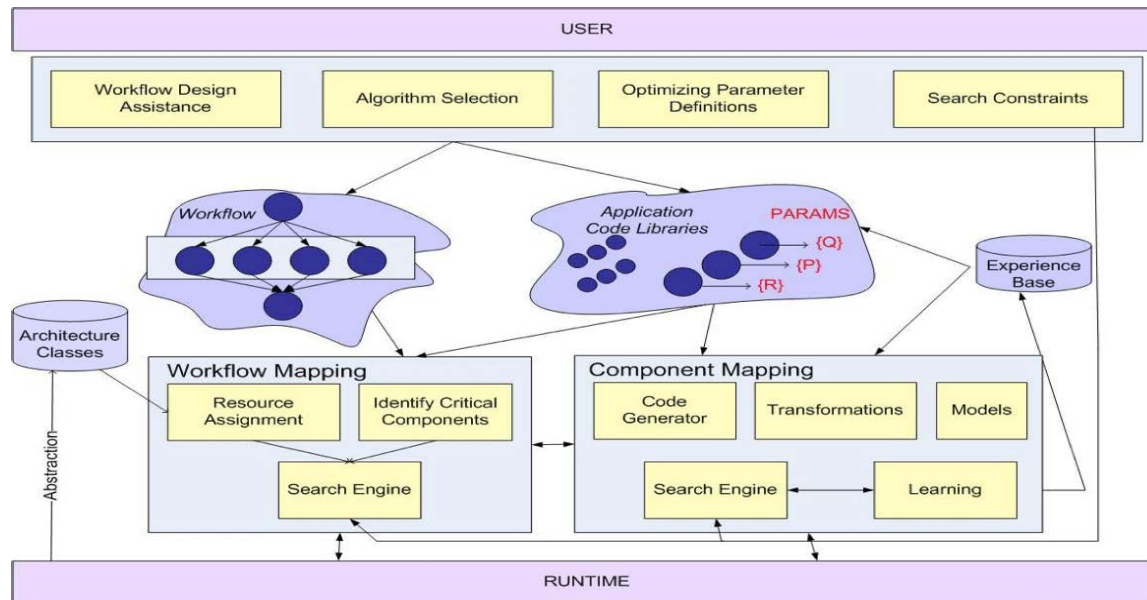 USER
Workflow Design
Assistance
Algorithm Selection
Optimizing Parameter
Definitions
Search Constraints
Workflow
Application
Code Libraries
PARAMS
{Q}
{P}
{R}
Experience
Base
Architecture
Classes
Workflow Mapping
Resource
Assignment
Identify Critical
Components
Search Engine
Component Mapping
Code
Generator
Transformations
Models
Search Engine
Learning
Abstraction
RUNTIME